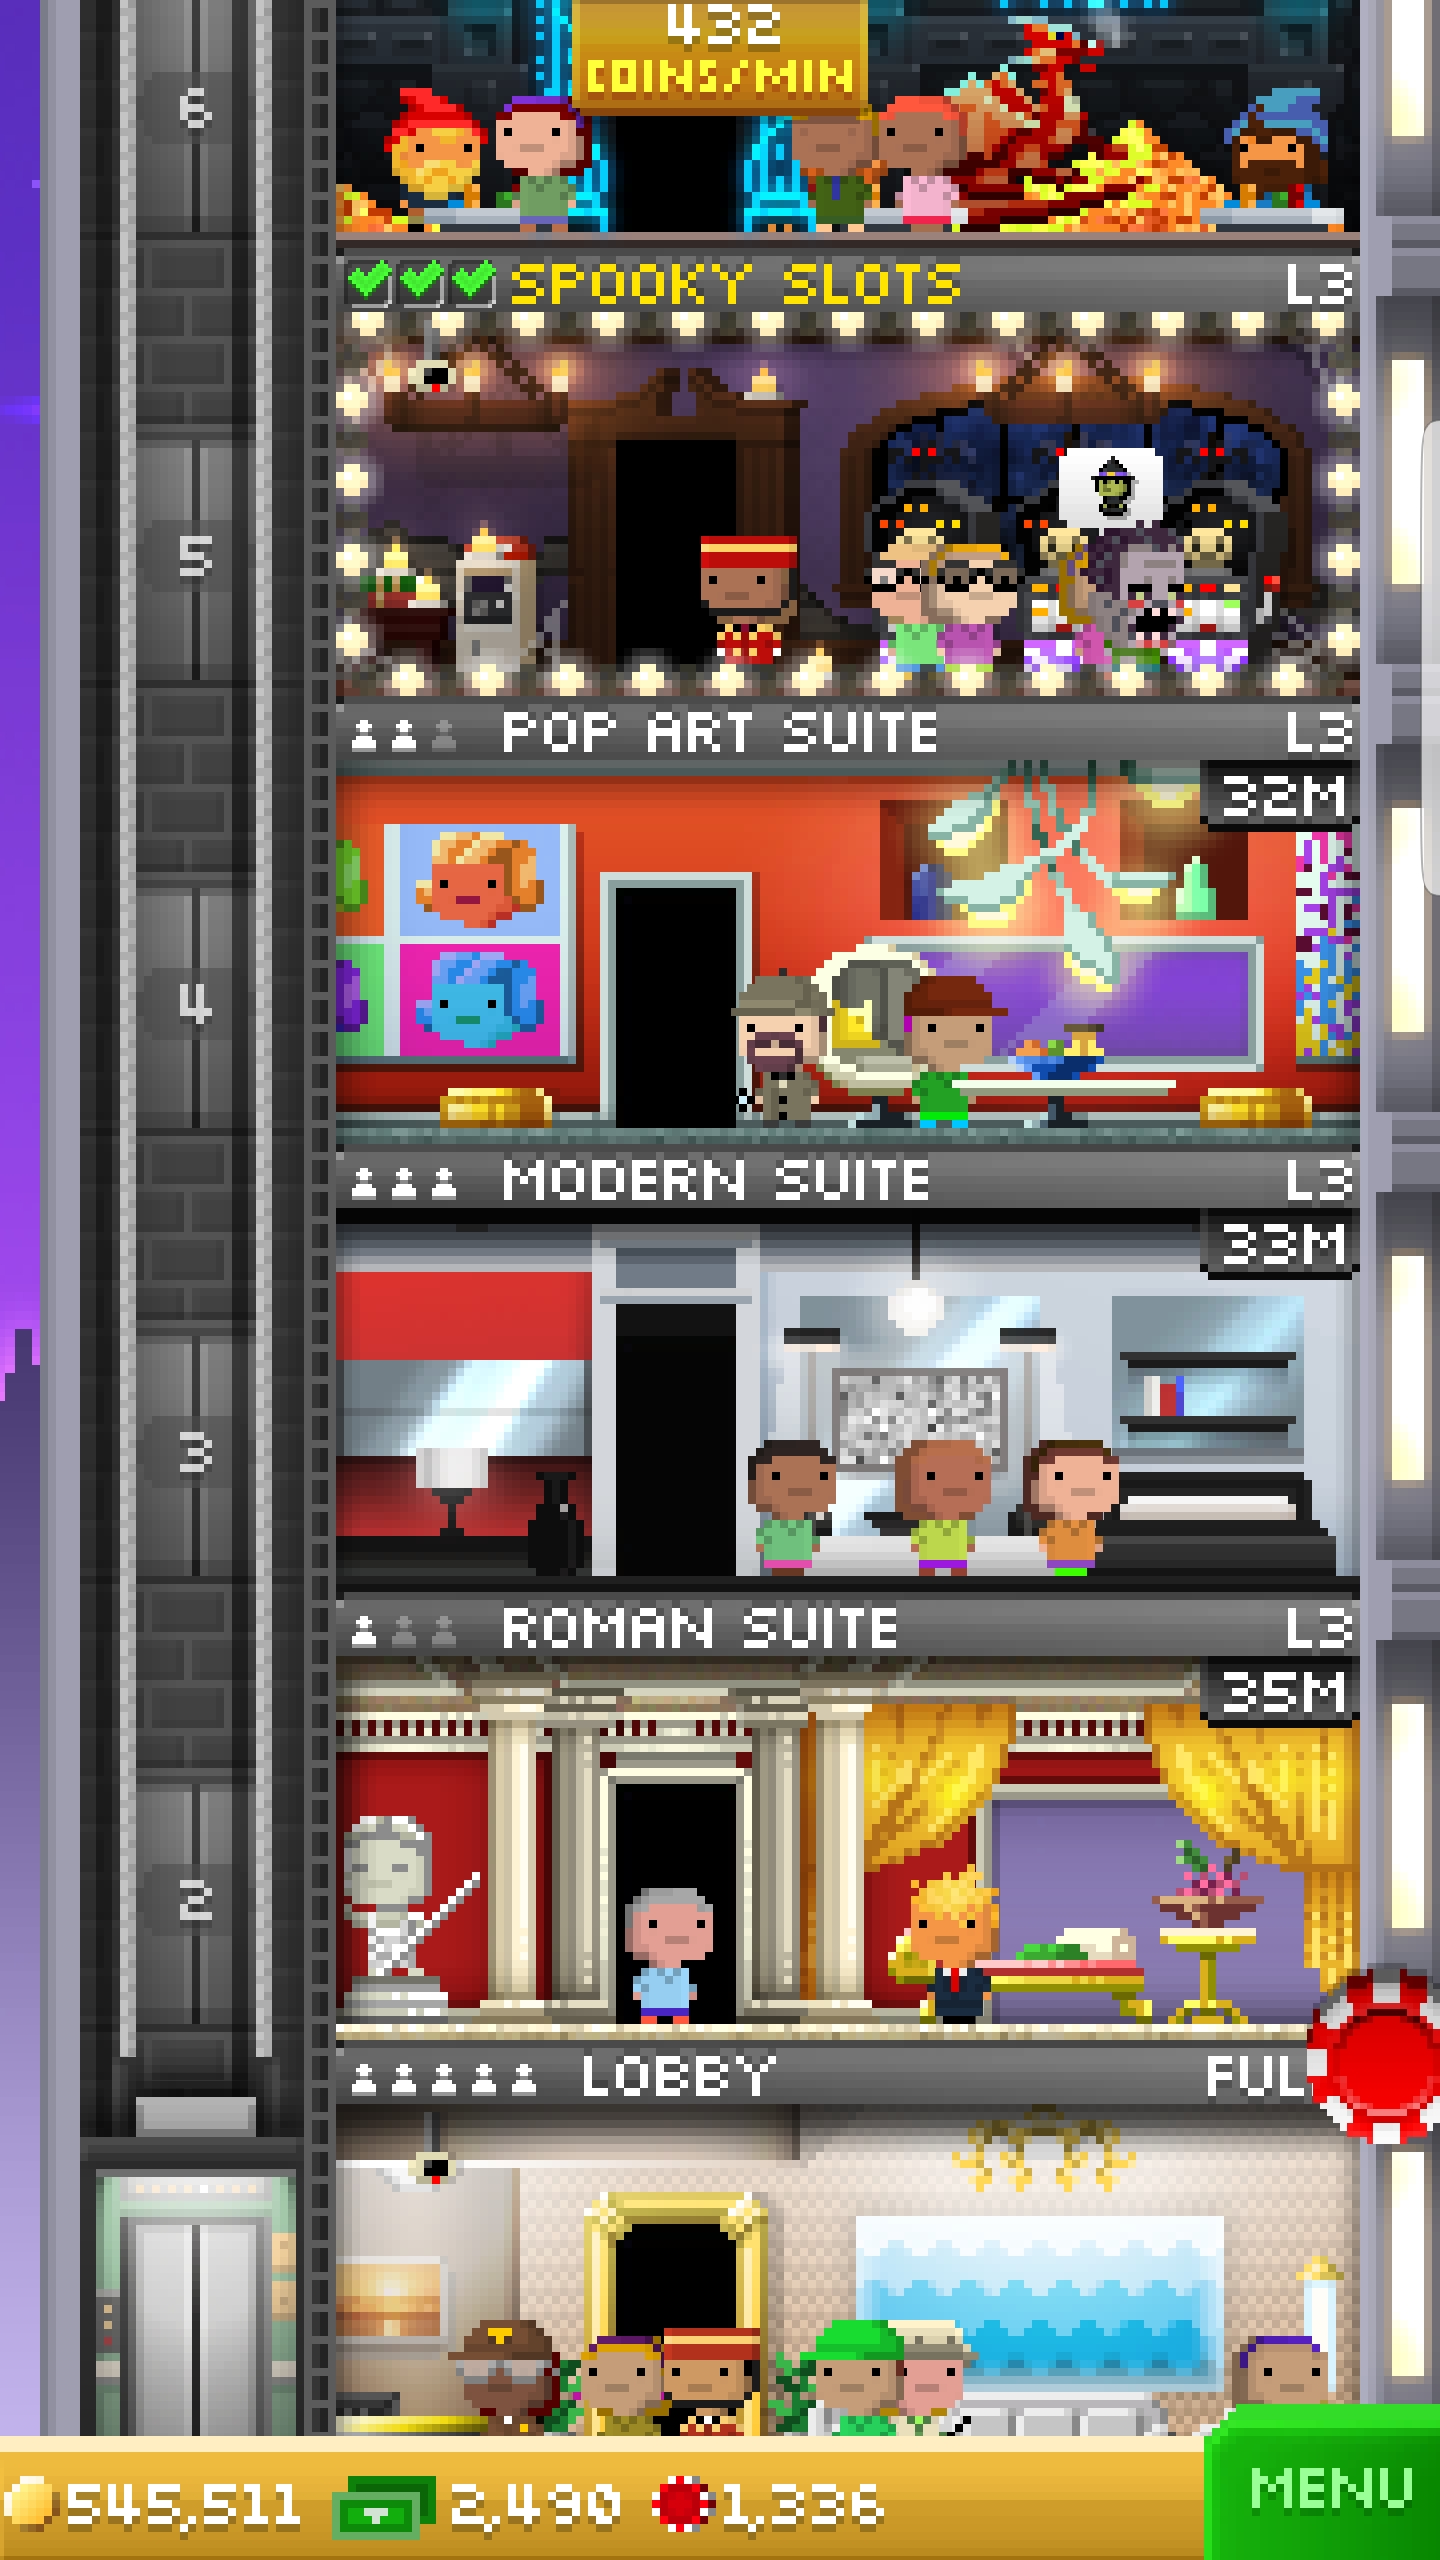 432
COINS/MIN
6
SPOOKY SLOTS L3
5
POP ART SUITE L3
32M
4
MODERN SUITE L3
33M
3
ROMAN SUITE L3
35M
2
LOBBY FUL
545,511 2,490 1,336 MENU